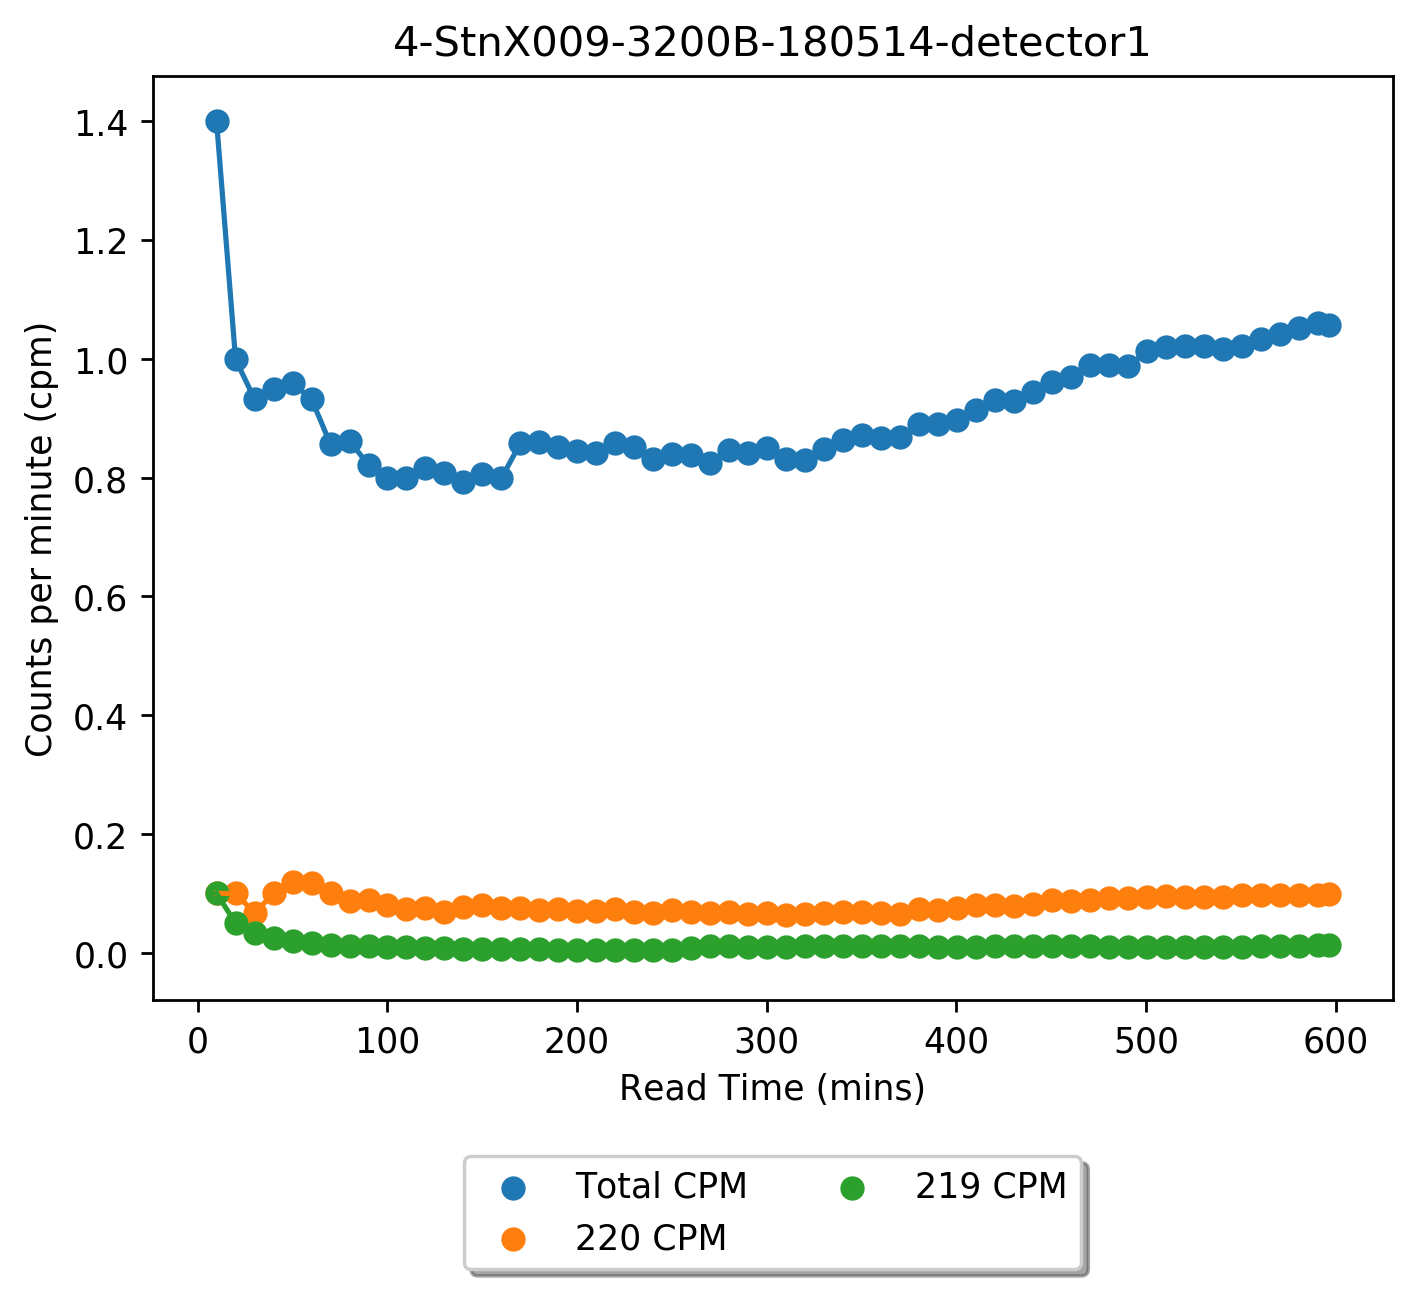 4-StnX009-3200B-180514-detector1
Counts per minute (cpm)
1.4
1.2
1.0
0.8
0.6
0.4
0.2
0.0
0 100 200 300 400 500 600
Read Time (mins)
Total CPM 219 CPM
220 CPM